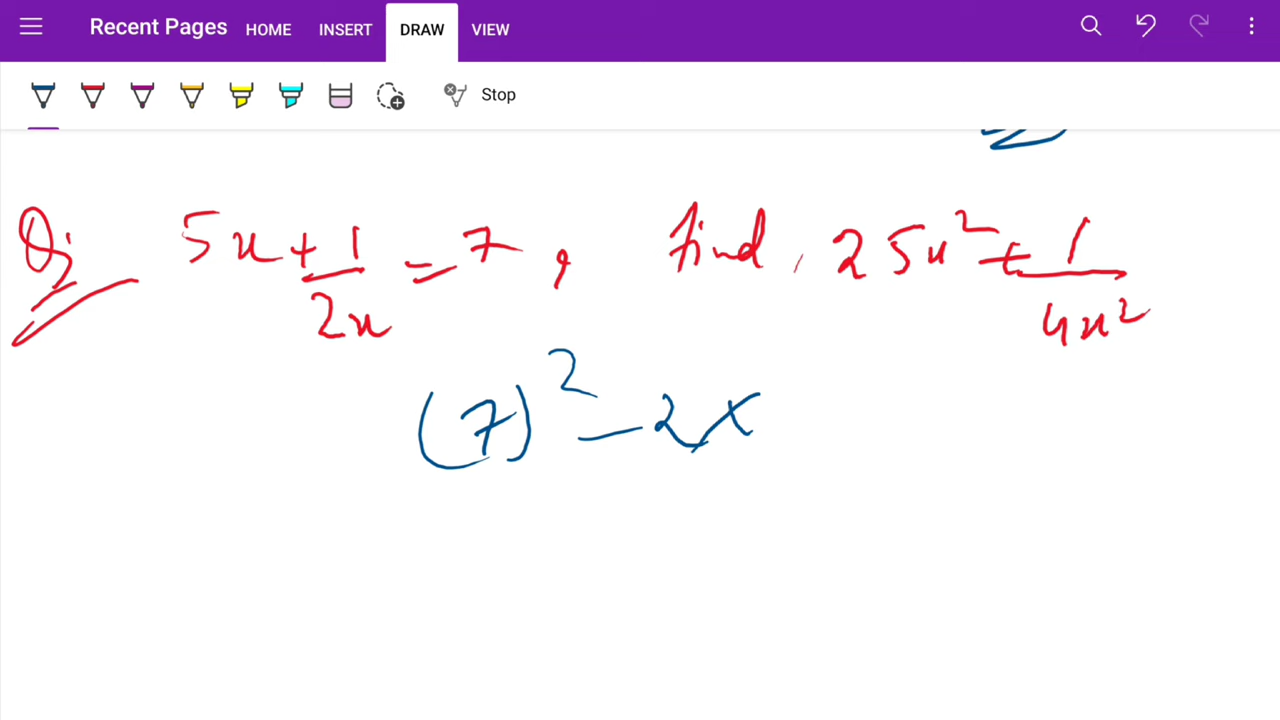 Recent Pages HOME INSERT DRAW VIEW
Stop
Q; 5x + 1/2x = 7, find, 25x² + 1/4x²
(7)² - 2×